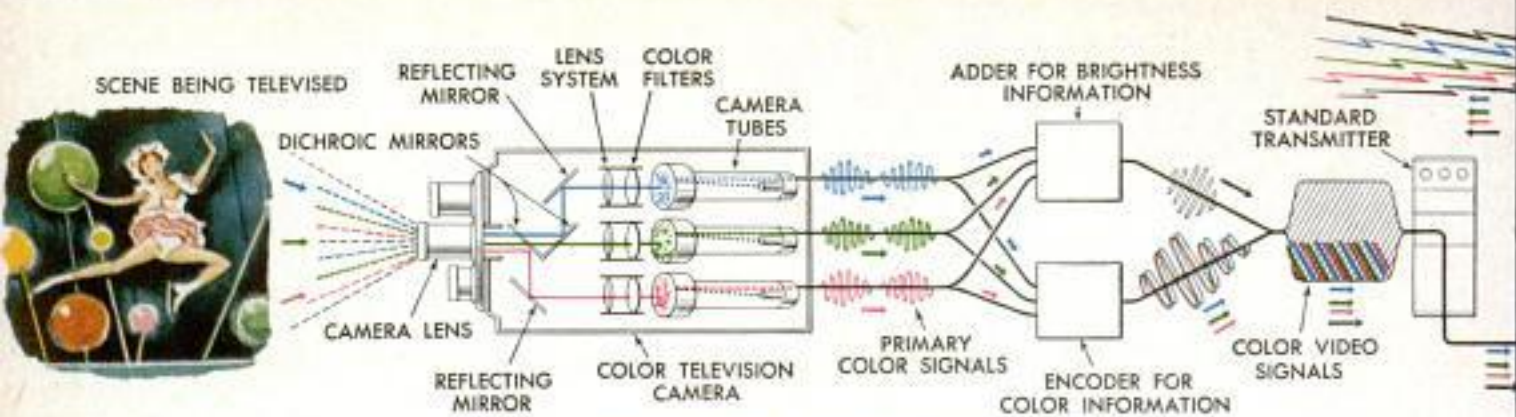 SCENE BEING TELEVISED
REFLECTING
MIRROR
LENS
SYSTEM
COLOR
FILTERS
CAMERA
TUBES
DICHROIC MIRRORS
ADDER FOR BRIGHTNESS
INFORMATION
STANDARD
TRANSMITTER
CAMERA LENS
REFLECTING
MIRROR
COLOR TELEVISION
CAMERA
PRIMARY
COLOR SIGNALS
ENCODER FOR
COLOR INFORMATION
COLOR VIDEO
SIGNALS